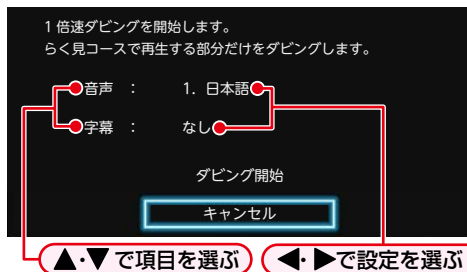 1倍速ダビングを開始します。
らく見コースで再生する部分だけをダビングします。
音声 ： 1. 日本語
字幕 ： なし
ダビング開始
キャンセル
▲・▼で項目を選ぶ ◀・▶で設定を選ぶ